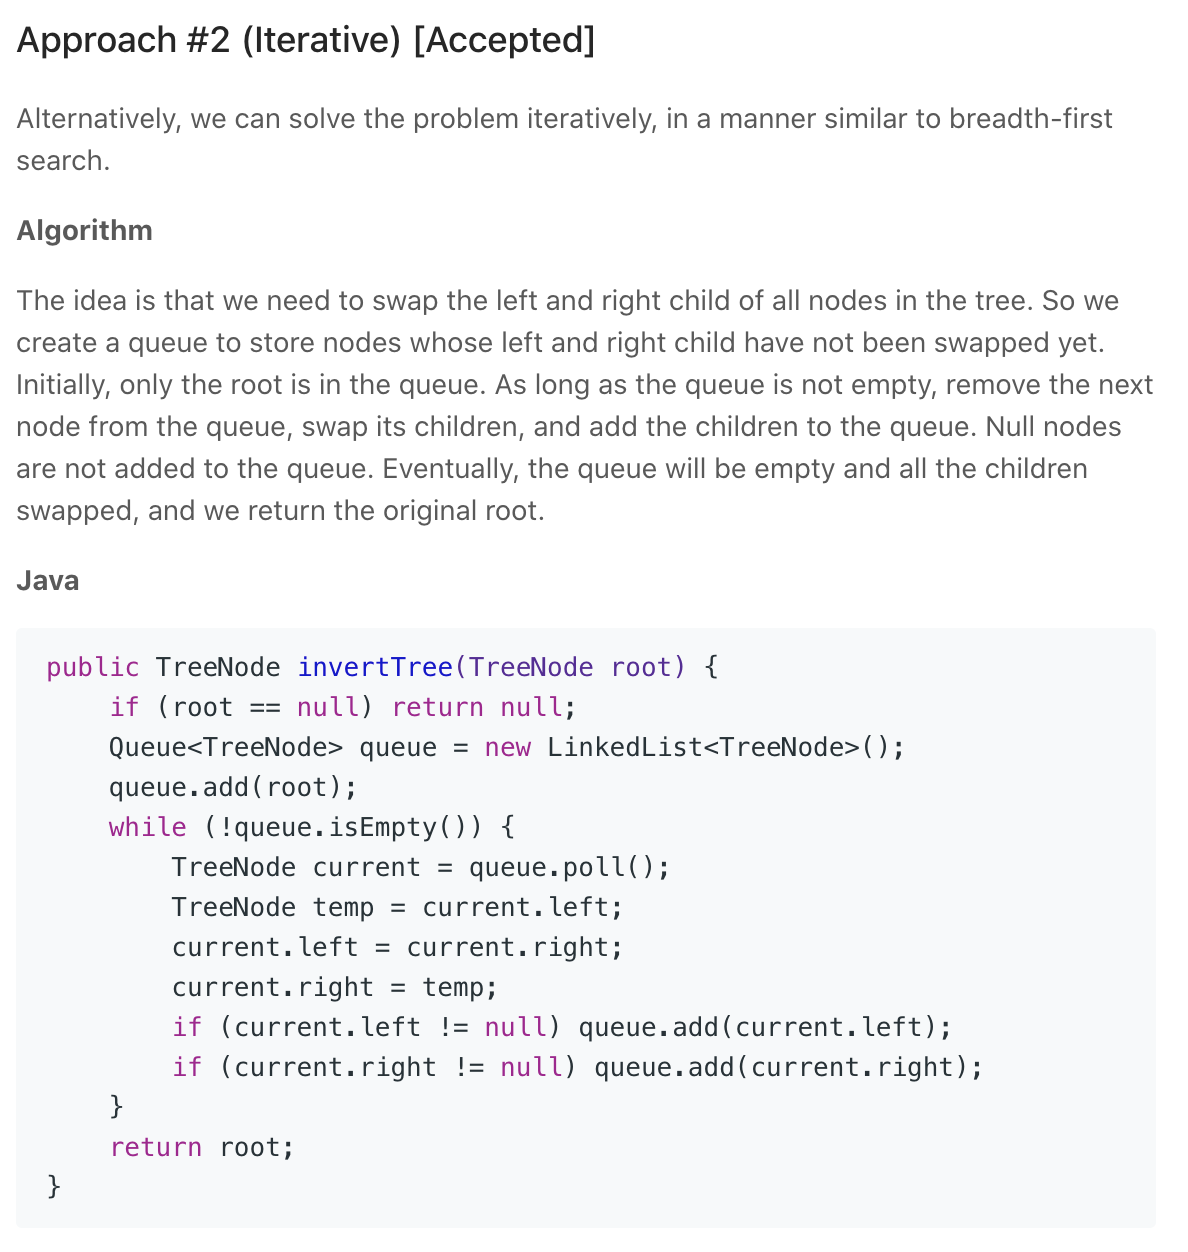 Approach #2 (Iterative) [Accepted]
Alternatively, we can solve the problem iteratively, in a manner similar to breadth-first
search.
Algorithm
The idea is that we need to swap the left and right child of all nodes in the tree. So we
create a queue to store nodes whose left and right child have not been swapped yet.
Initially, only the root is in the queue. As long as the queue is not empty, remove the next
node from the queue, swap its children, and add the children to the queue. Null nodes
are not added to the queue. Eventually, the queue will be empty and all the children
swapped, and we return the original root.
Java
public TreeNode invertTree(TreeNode root) {
    if (root == null) return null;
    Queue<TreeNode> queue = new LinkedList<TreeNode>();
    queue.add(root);
    while (!queue.isEmpty()) {
        TreeNode current = queue.poll();
        TreeNode temp = current.left;
        current.left = current.right;
        current.right = temp;
        if (current.left != null) queue.add(current.left);
        if (current.right != null) queue.add(current.right);
    }
    return root;
}